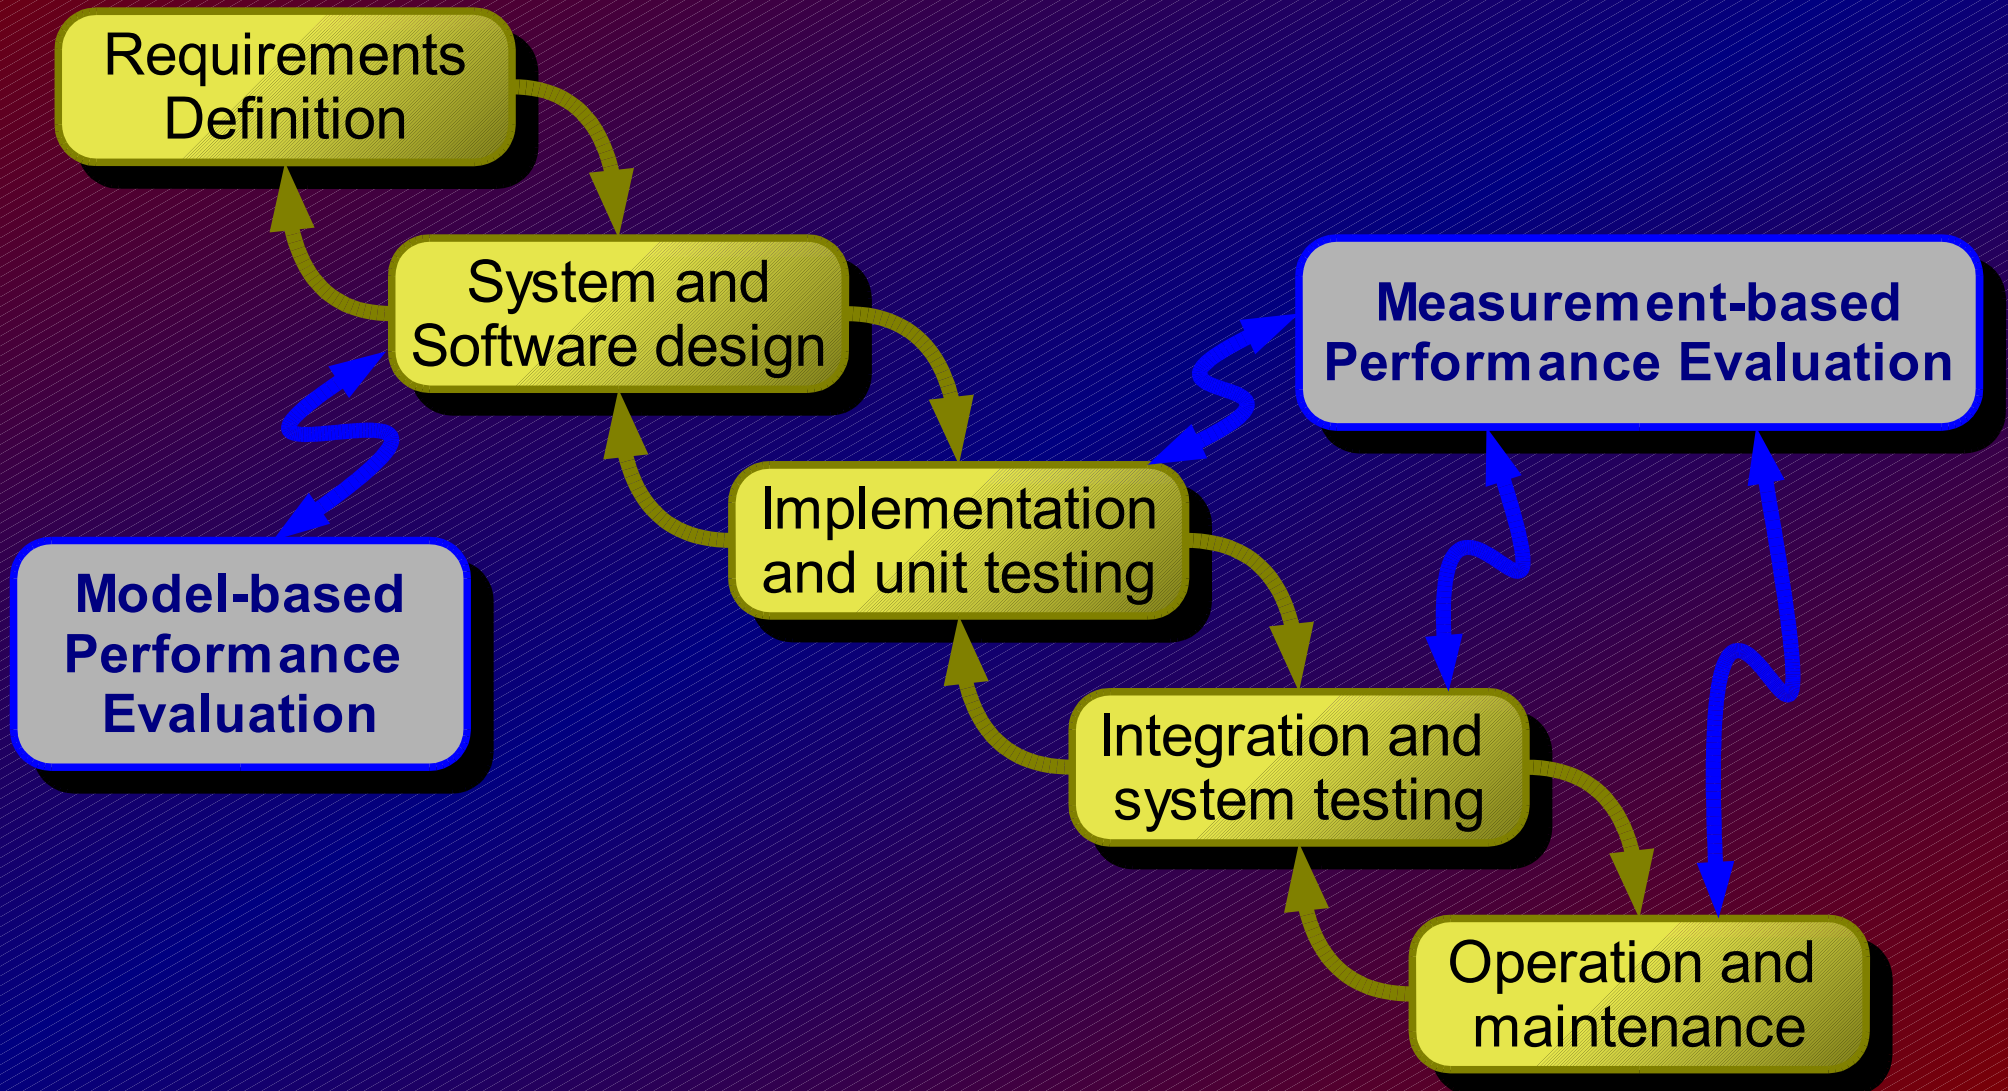 Requirements
Definition
System and
Software design
Measurement-based
Performance Evaluation
Implementation
and unit testing
Model-based
Performance
Evaluation
Integration and
system testing
Operation and
maintenance